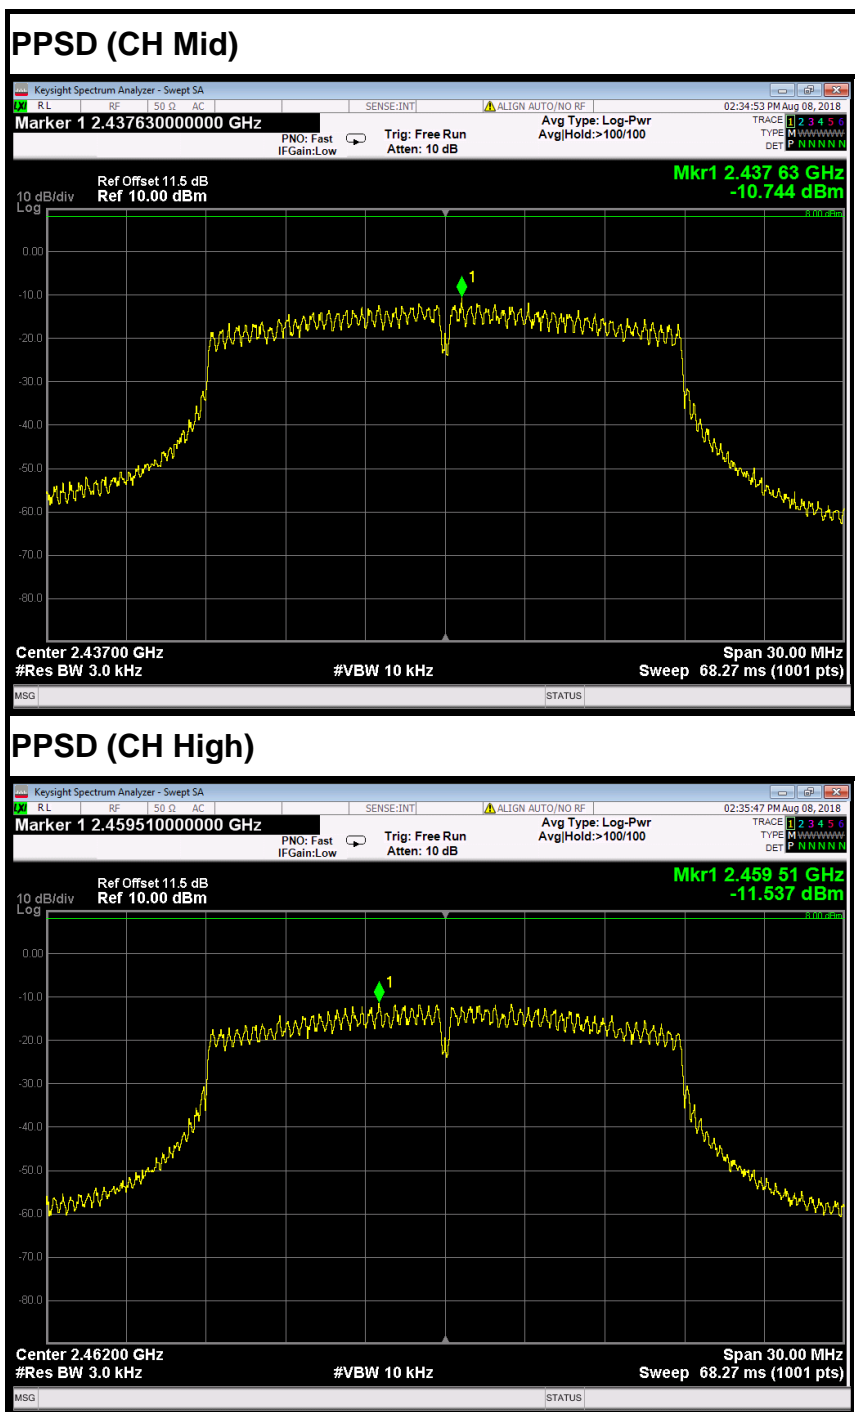 PPSD (CH Mid)
Keysight Spectrum Analyzer - Swept SA
LXI RL RF 50 Ω AC SENSE:INT ALIGN AUTO/NO RF 02:34:53 PM Aug 08, 2018
Marker 1 2.437630000000 GHz
PNO: Fast Trig: Free Run Avg Type: Log-Pwr TRACE 1 2 3 4 5 6
IFGain:Low Atten: 10 dB Avg|Hold:>100/100 TYPE M WWWWW
DET P N N N N N
Mkr1 2.437 63 GHz
-10.744 dBm
Ref Offset 11.5 dB
10 dB/div Ref 10.00 dBm
Log
8.00 dBm
0.00
1
-10.0
-20.0
-30.0
-40.0
-50.0
-60.0
-70.0
-80.0
Center 2.43700 GHz Span 30.00 MHz
#Res BW 3.0 kHz #VBW 10 kHz Sweep 68.27 ms (1001 pts)
MSG STATUS
PPSD (CH High)
Keysight Spectrum Analyzer - Swept SA
LXI RL RF 50 Ω AC SENSE:INT ALIGN AUTO/NO RF 02:35:47 PM Aug 08, 2018
Marker 1 2.459510000000 GHz
PNO: Fast Trig: Free Run Avg Type: Log-Pwr TRACE 1 2 3 4 5 6
IFGain:Low Atten: 10 dB Avg|Hold:>100/100 TYPE M WWWWW
DET P N N N N N
Mkr1 2.459 51 GHz
-11.537 dBm
Ref Offset 11.5 dB
10 dB/div Ref 10.00 dBm
Log
8.00 dBm
0.00
1
-10.0
-20.0
-30.0
-40.0
-50.0
-60.0
-70.0
-80.0
Center 2.46200 GHz Span 30.00 MHz
#Res BW 3.0 kHz #VBW 10 kHz Sweep 68.27 ms (1001 pts)
MSG STATUS